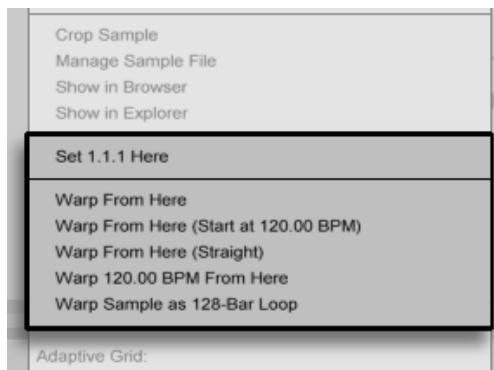 Crop Sample
Manage Sample File
Show in Browser
Show in Explorer
Set 1.1.1 Here
Warp From Here
Warp From Here (Start at 120.00 BPM)
Warp From Here (Straight)
Warp 120.00 BPM From Here
Warp Sample as 128-Bar Loop
Adaptive Grid: